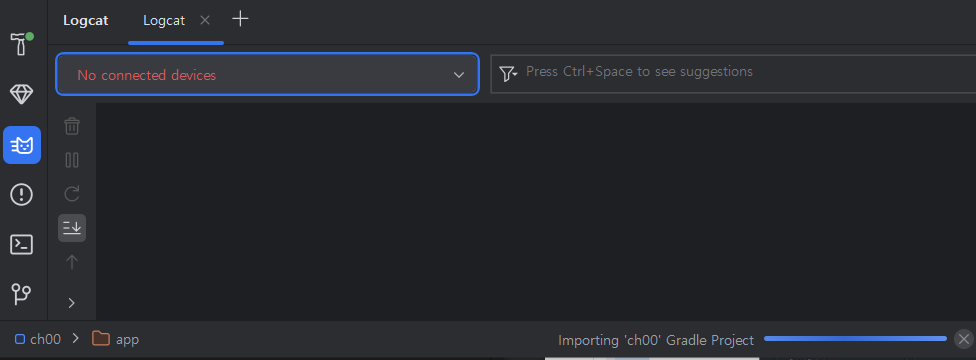 Logcat
Logcat
No connected devices
Press Ctrl+Space to see suggestions
ch00 > app
Importing 'ch00' Gradle Project